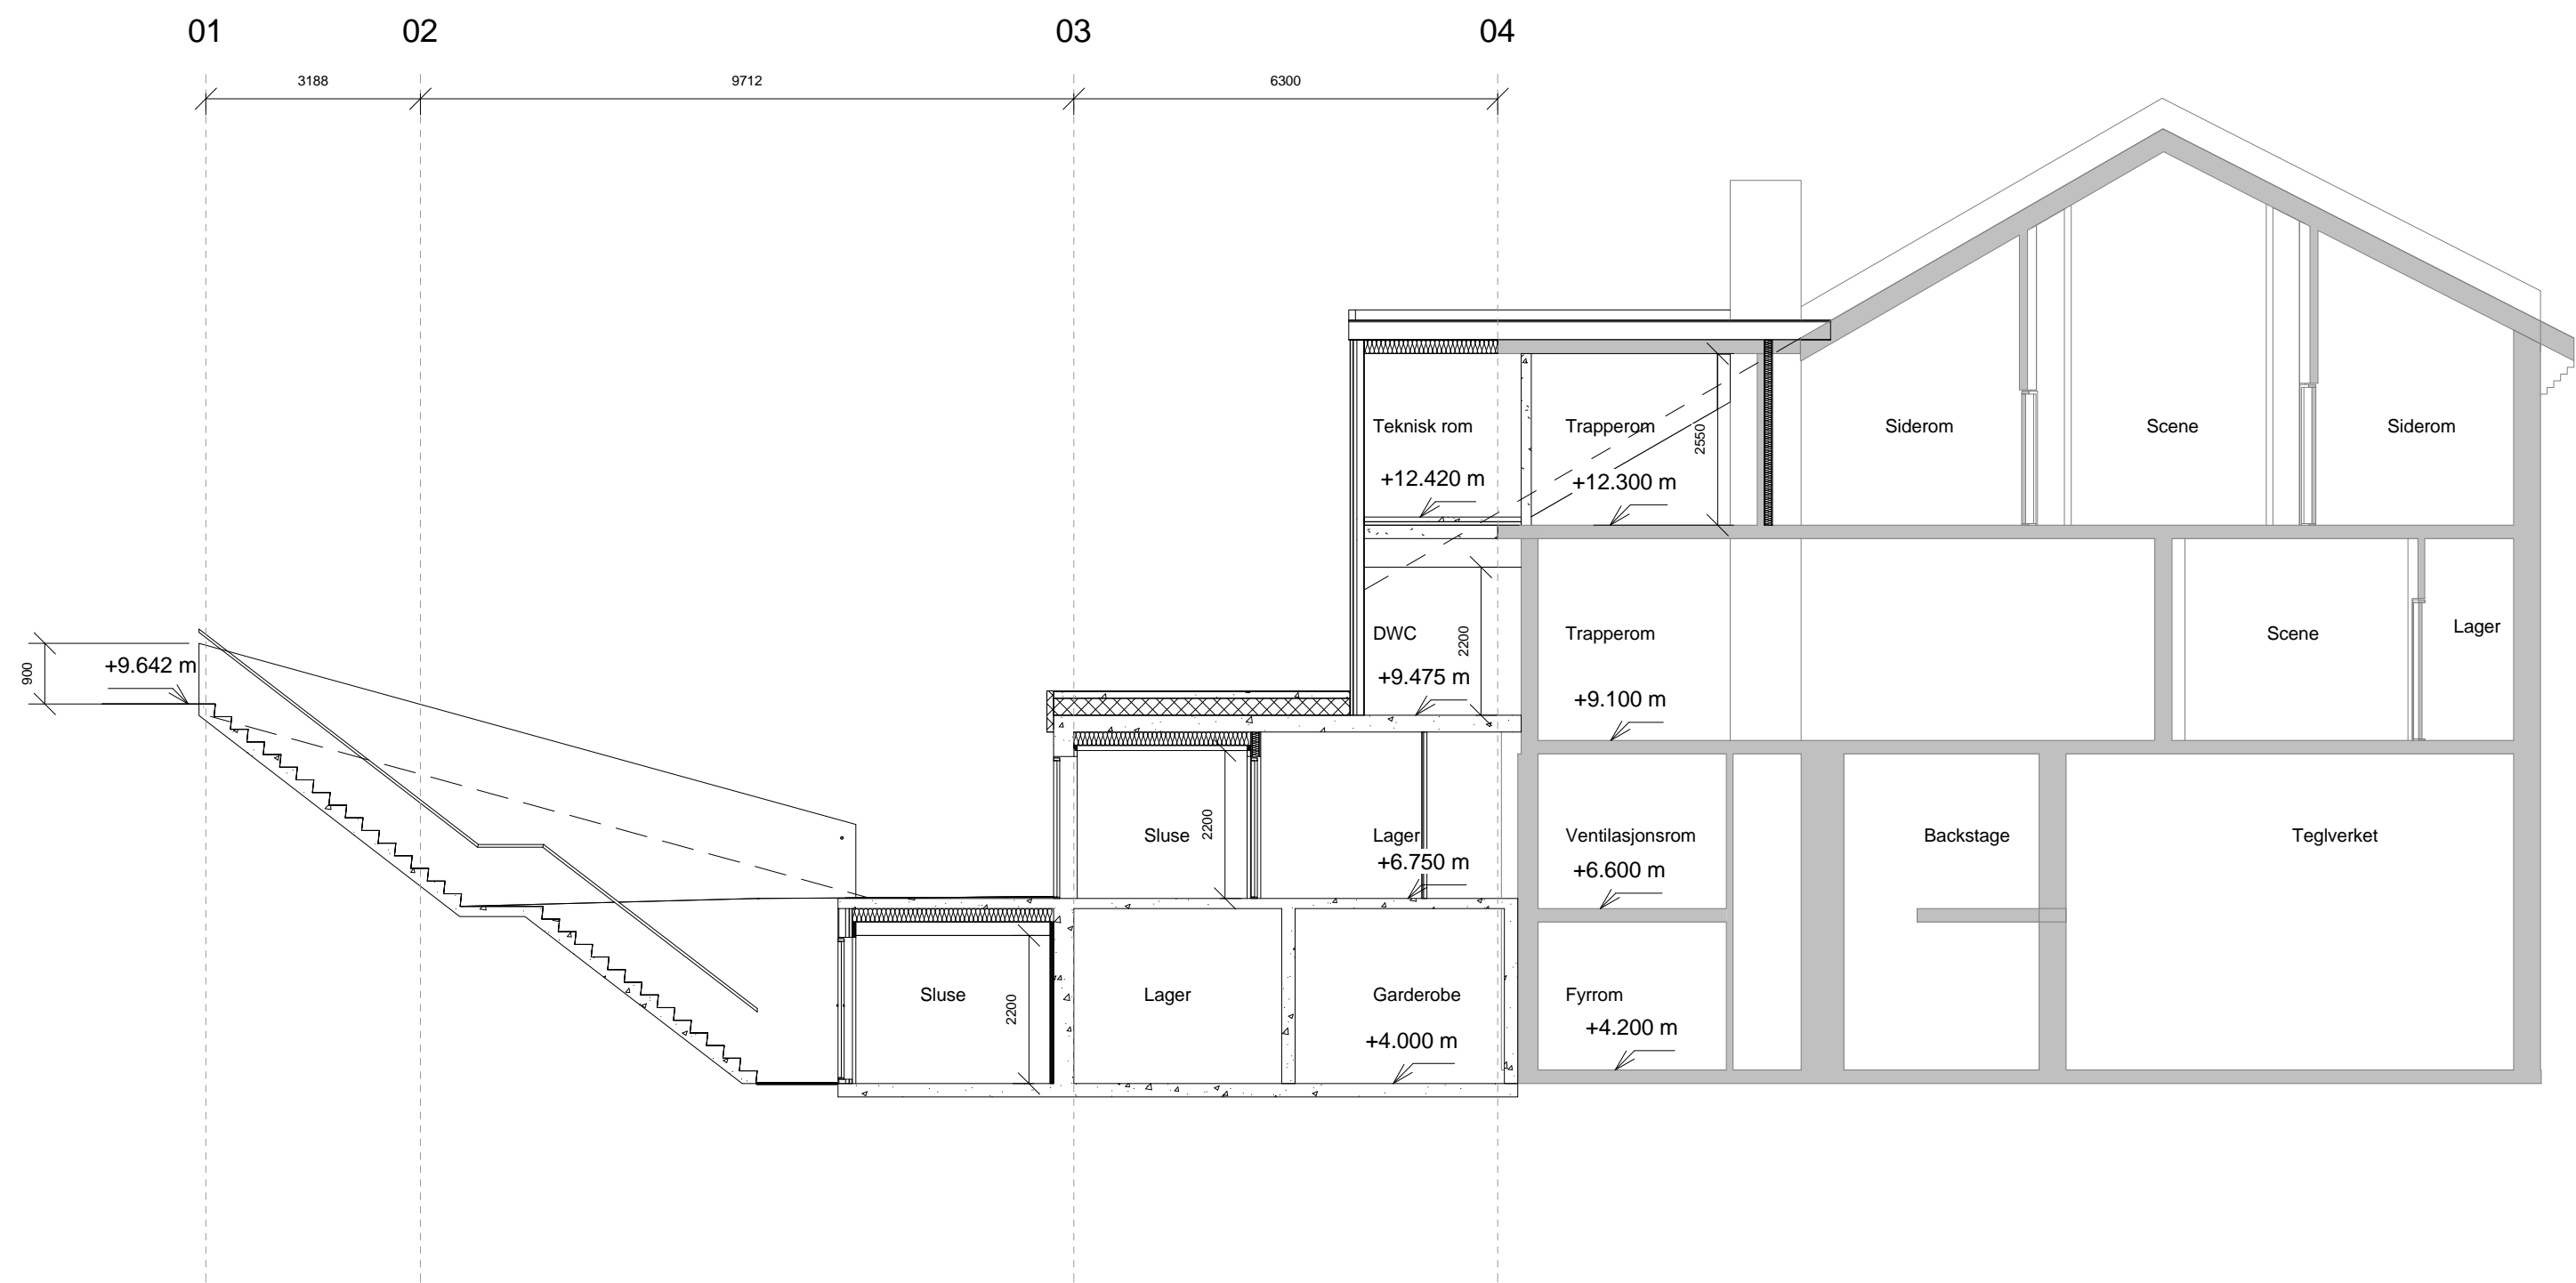 01 02 03 04
3188 9712 6300
Teknisk rom Trapperom Siderom Scene Siderom
2550
+12.420 m +12.300 m
DWC Trapperom Scene Lager
2200
900
+9.642 m +9.475 m
+9.100 m
Sluse 2200 Lager Ventilasjonsrom Backstage Teglverket
+6.750 m +6.600 m
Sluse 2200 Lager Garderobe Fyrrom
+4.000 m +4.200 m